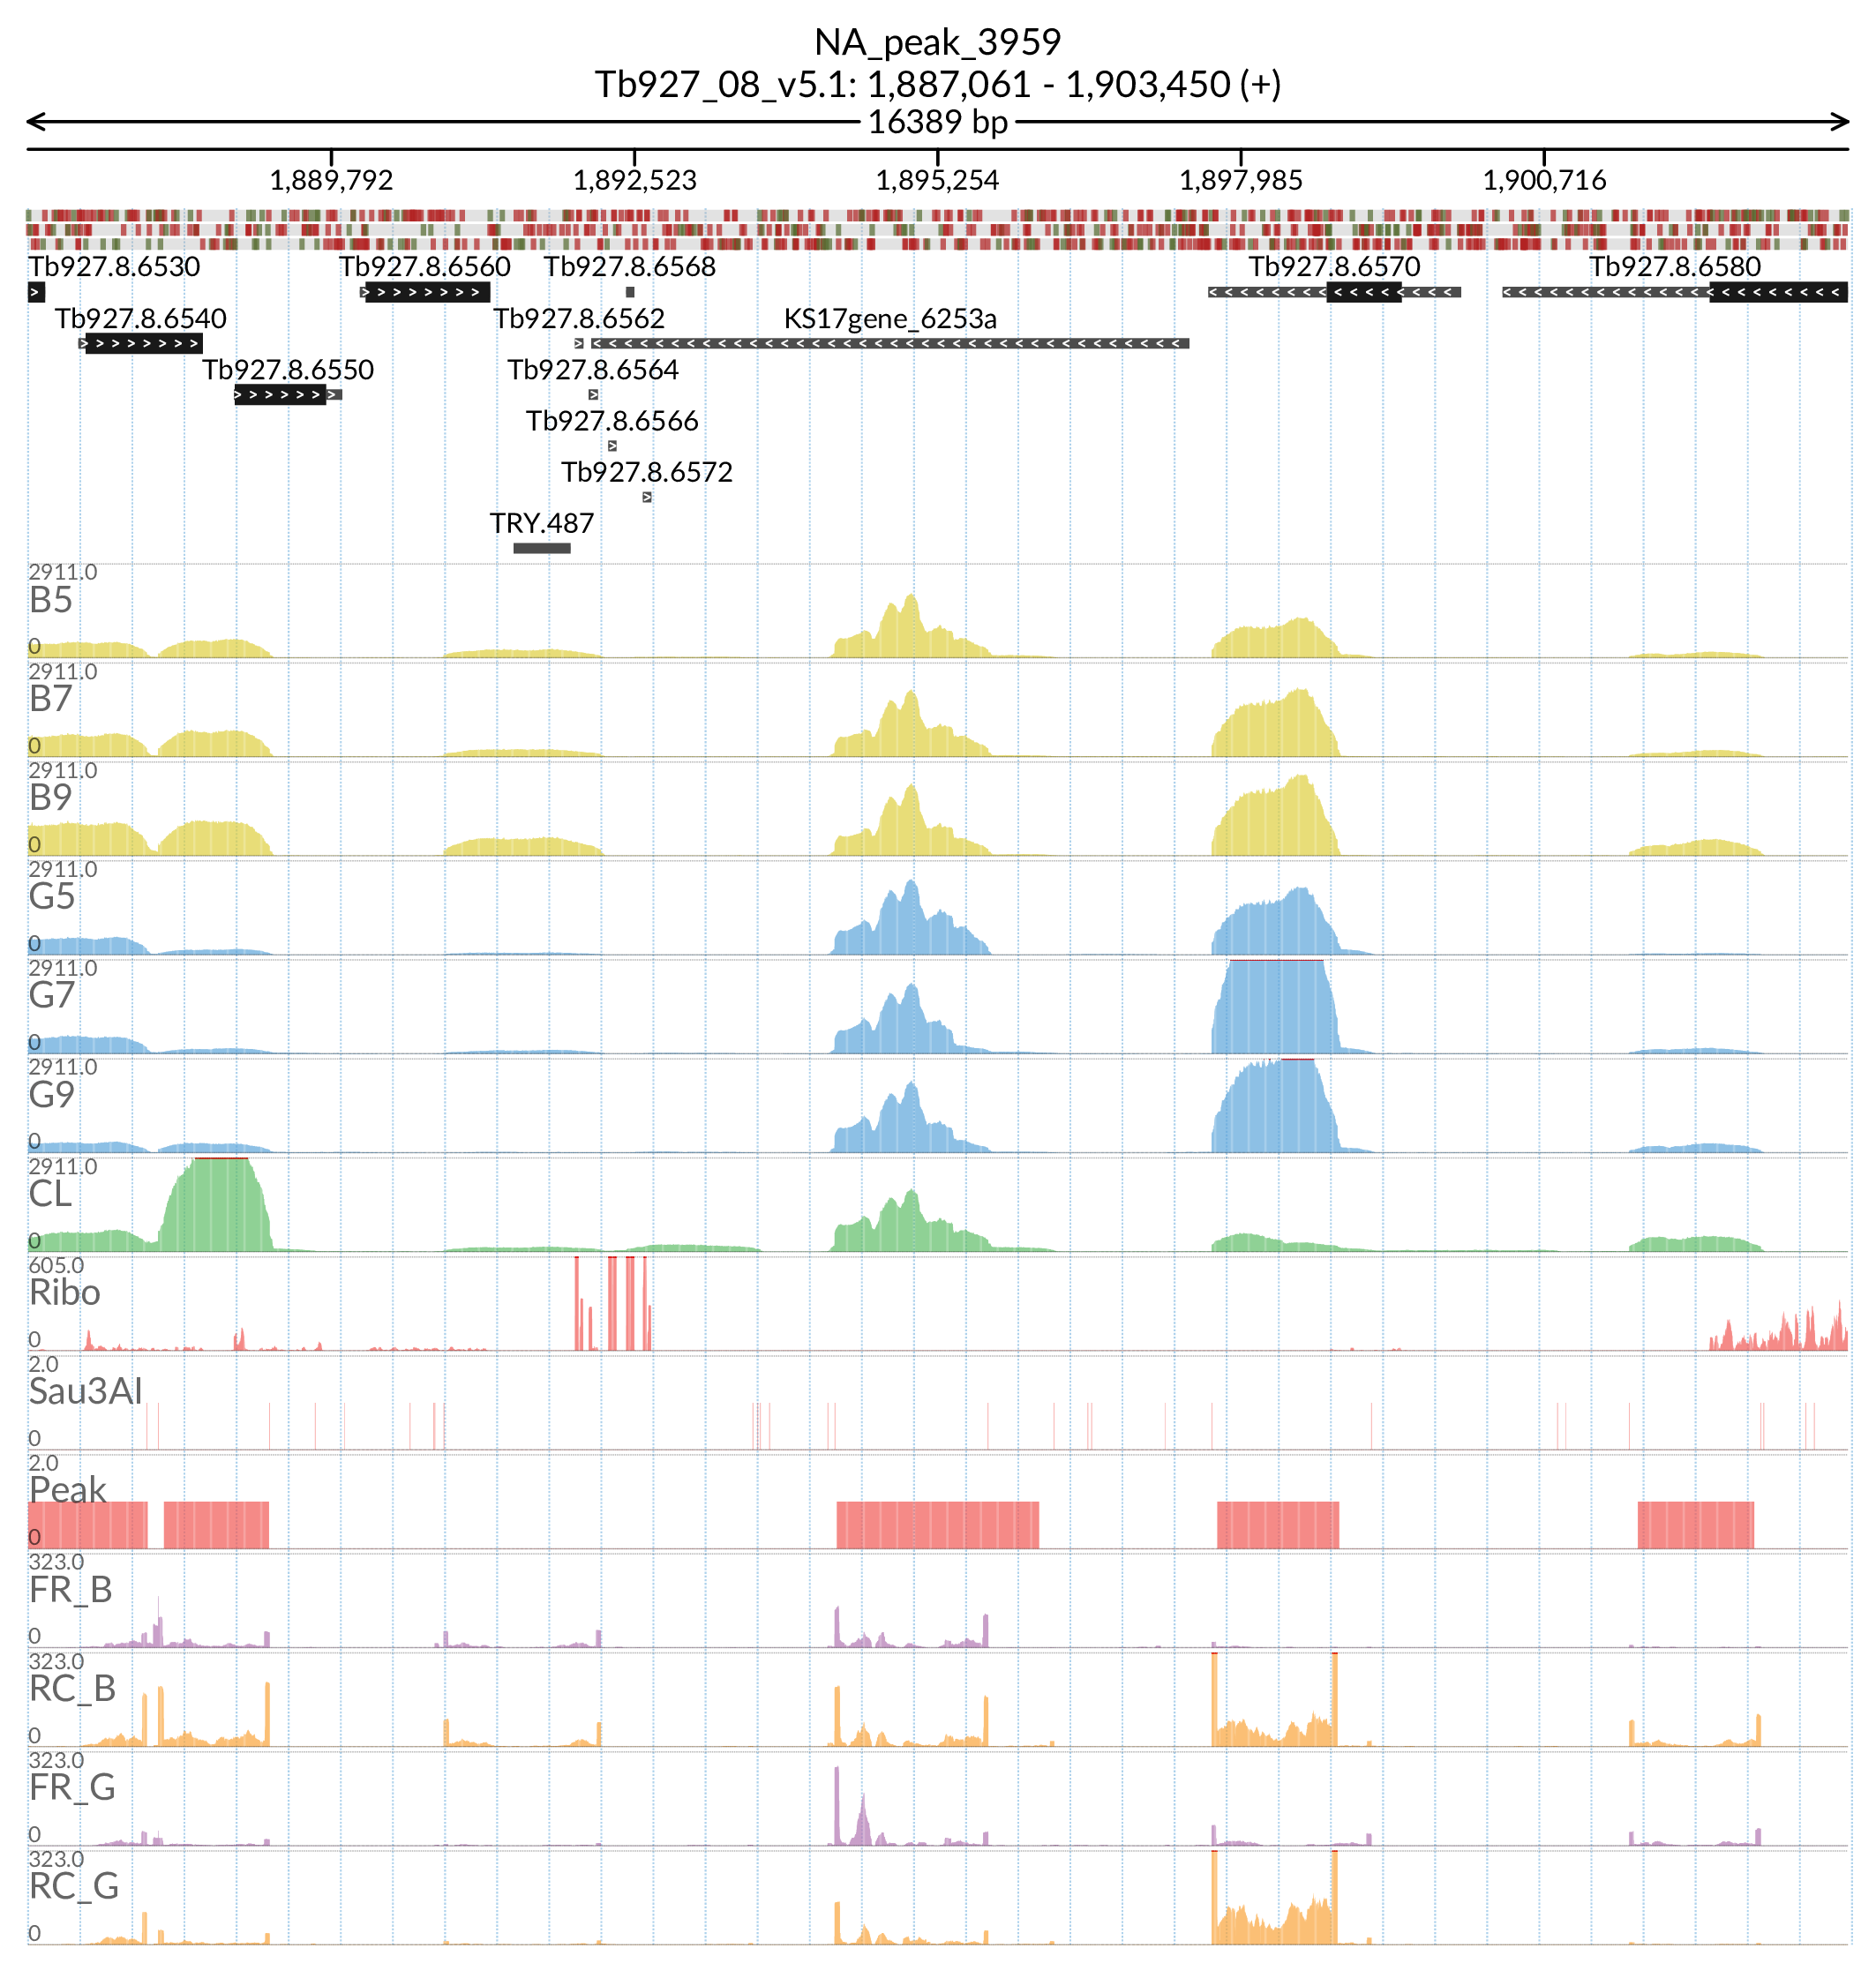 NA_peak_3959
Tb927_08_v5.1: 1,887,061 - 1,903,450 (+)
16389 bp
1,889,792 1,892,523 1,895,254 1,897,985 1,900,716
Tb927.8.6530 Tb927.8.6560 Tb927.8.6568 Tb927.8.6570 Tb927.8.6580
Tb927.8.6540 Tb927.8.6562 KS17gene_6253a
Tb927.8.6550 Tb927.8.6564
Tb927.8.6566
Tb927.8.6572
TRY.487
2911.0
B5
0
2911.0
B7
0
2911.0
B9
0
2911.0
G5
0
2911.0
G7
0
2911.0
G9
0
2911.0
CL
0
605.0
Ribo
0
2.0
Sau3AI
0
2.0
Peak
0
323.0
FR_B
0
323.0
RC_B
0
323.0
FR_G
0
323.0
RC_G
0